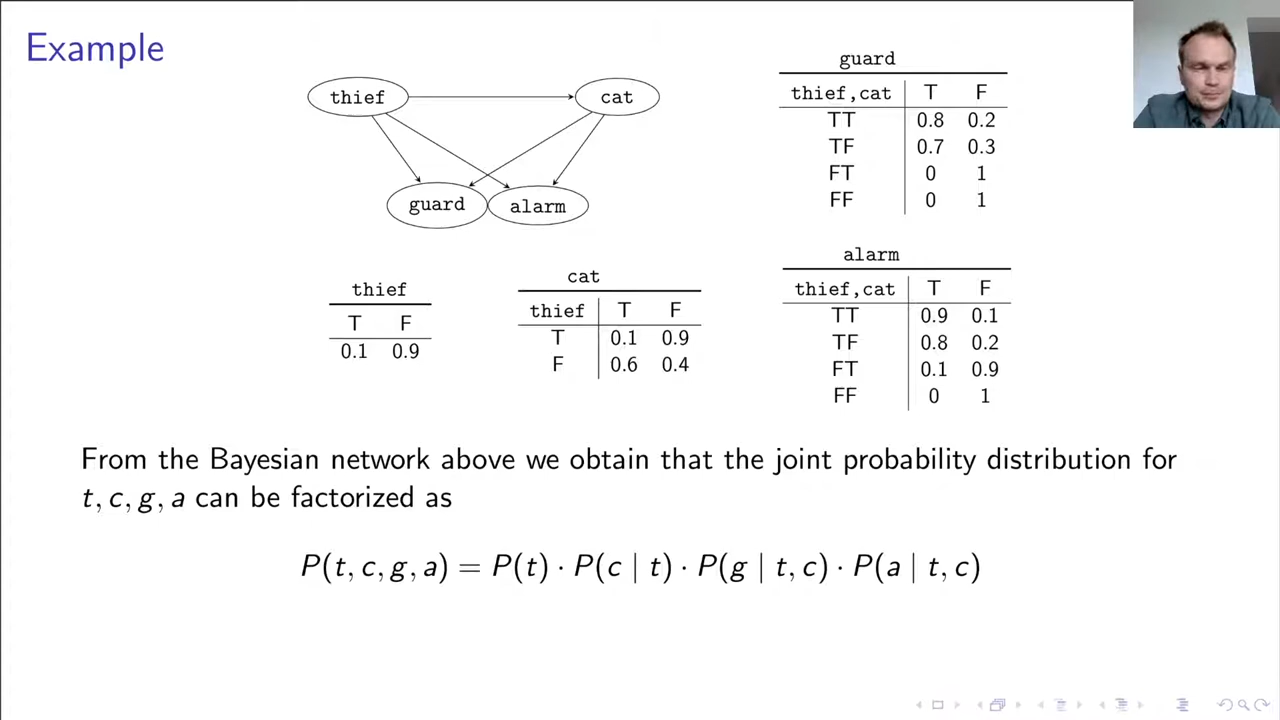 Example
thief
cat
guard
alarm
guard
thief,cat T F
TT 0.8 0.2
TF 0.7 0.3
FT 0 1
FF 0 1
thief
T F
0.1 0.9
cat
thief T F
T 0.1 0.9
F 0.6 0.4
alarm
thief,cat T F
TT 0.9 0.1
TF 0.8 0.2
FT 0.1 0.9
FF 0 1
From the Bayesian network above we obtain that the joint probability distribution for
t, c, g, a can be factorized as
P(t, c, g, a) = P(t) · P(c | t) · P(g | t, c) · P(a | t, c)